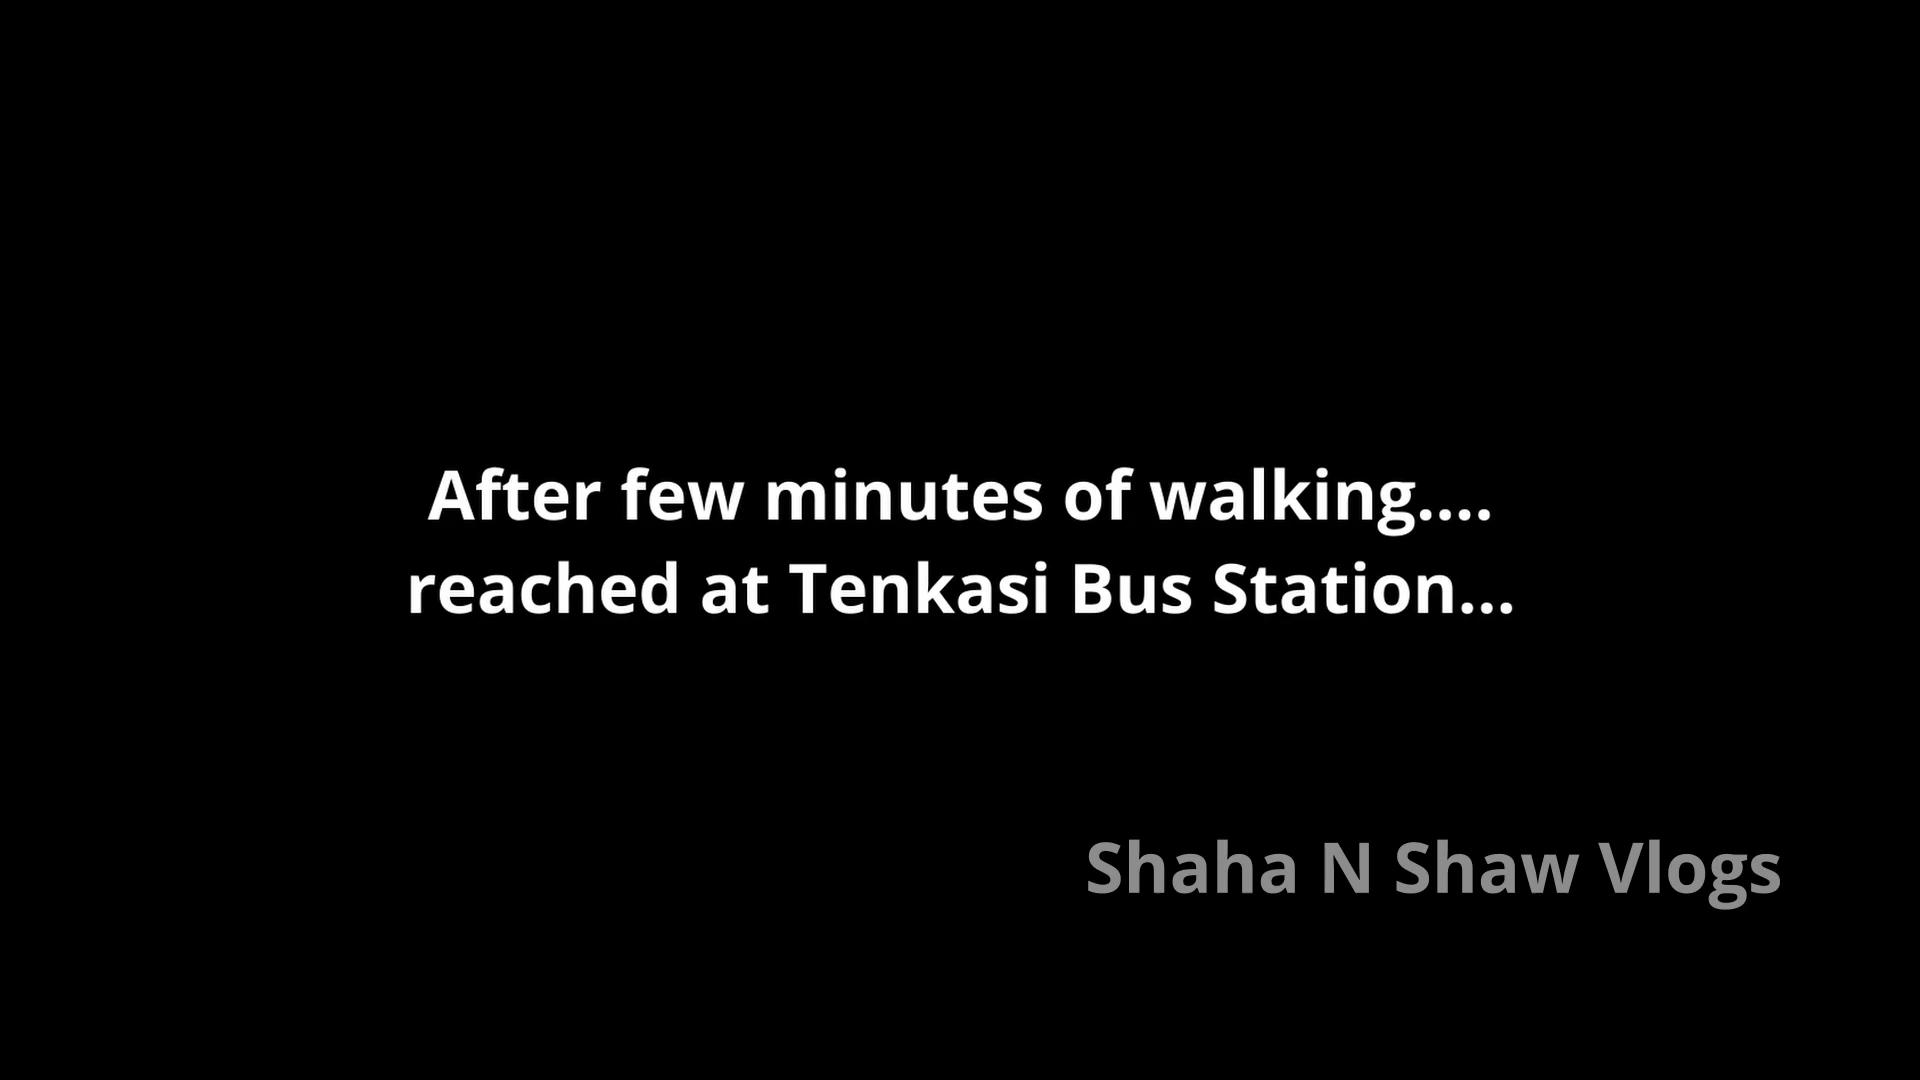 After few minutes of walking....
reached at Tenkasi Bus Station...
Shaha N Shaw Vlogs